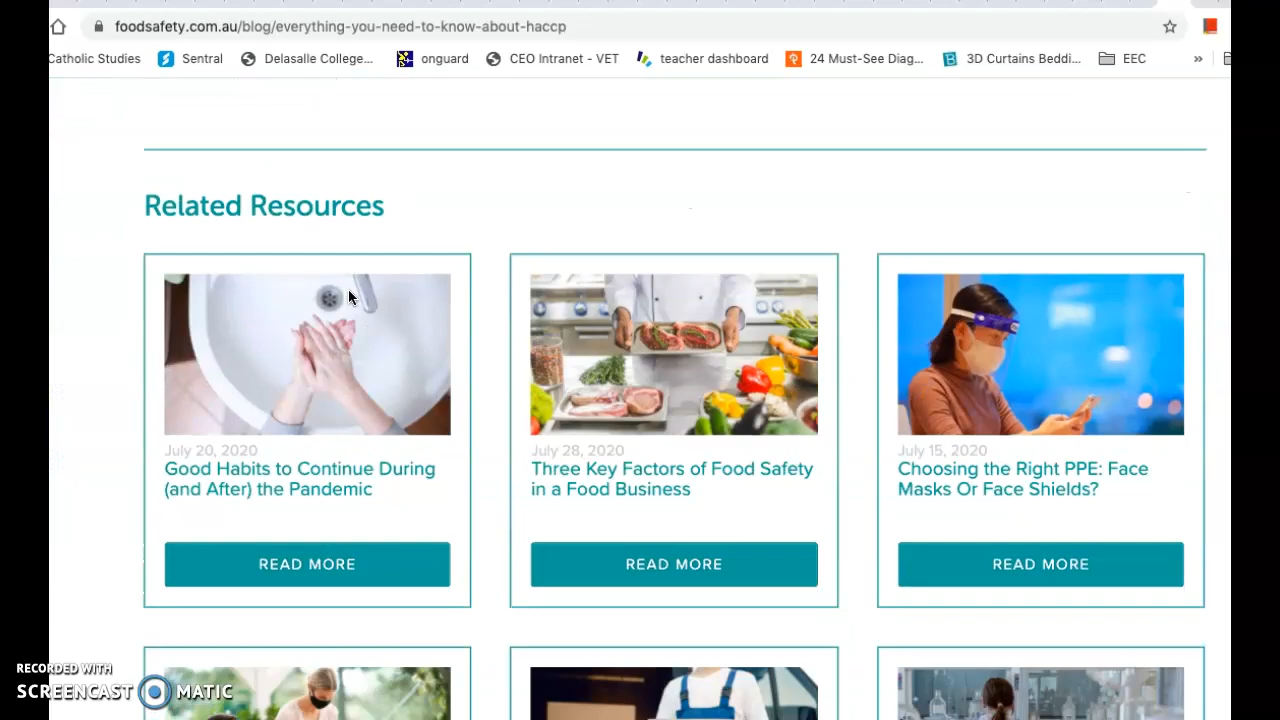 foodsafety.com.au/blog/everything-you-need-to-know-about-haccp
Catholic Studies Sentral Delasalle College... onguard CEO Intranet - VET teacher dashboard 24 Must-See Diag... 3D Curtains Beddi... EEC »
Related Resources
July 20, 2020
Good Habits to Continue During
(and After) the Pandemic
READ MORE
July 28, 2020
Three Key Factors of Food Safety
in a Food Business
READ MORE
July 15, 2020
Choosing the Right PPE: Face
Masks Or Face Shields?
READ MORE
RECORDED WITH
SCREENCAST MATIC